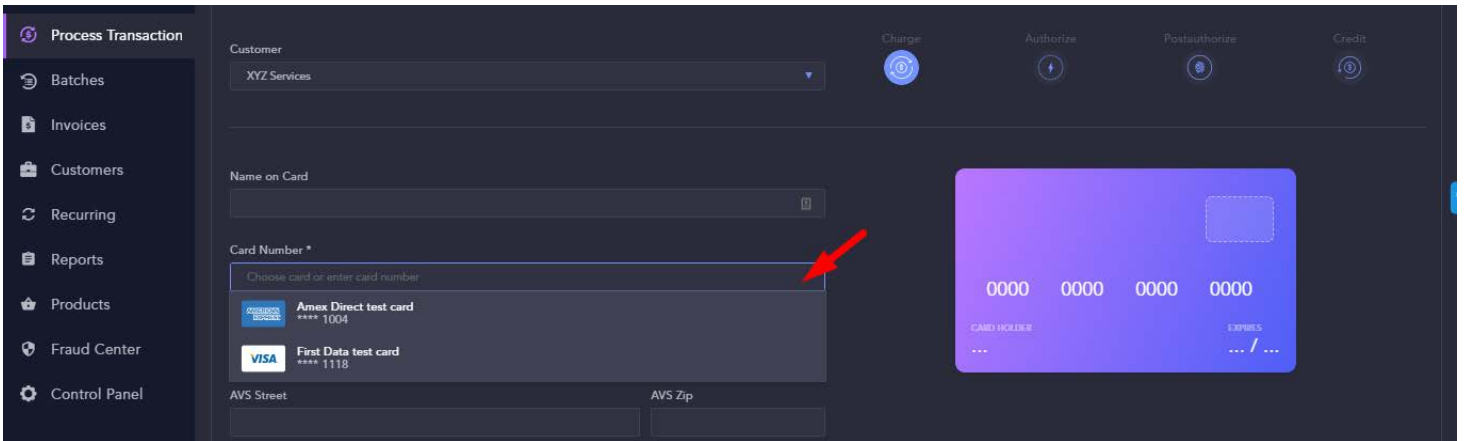 Process Transaction
Batches
Invoices
Customers
Recurring
Reports
Products
Fraud Center
Control Panel
Customer
XYZ Services
Charge
Authorize
Postauthorize
Credit
Name on Card
Card Number *
Choose card or enter card number
AMERICAN EXPRESS
Amex Direct test card
**** 1004
VISA
First Data test card
**** 1118
AVS Street
AVS Zip
0000 0000 0000 0000
CARD HOLDER
EXPIRES
...
... / ...